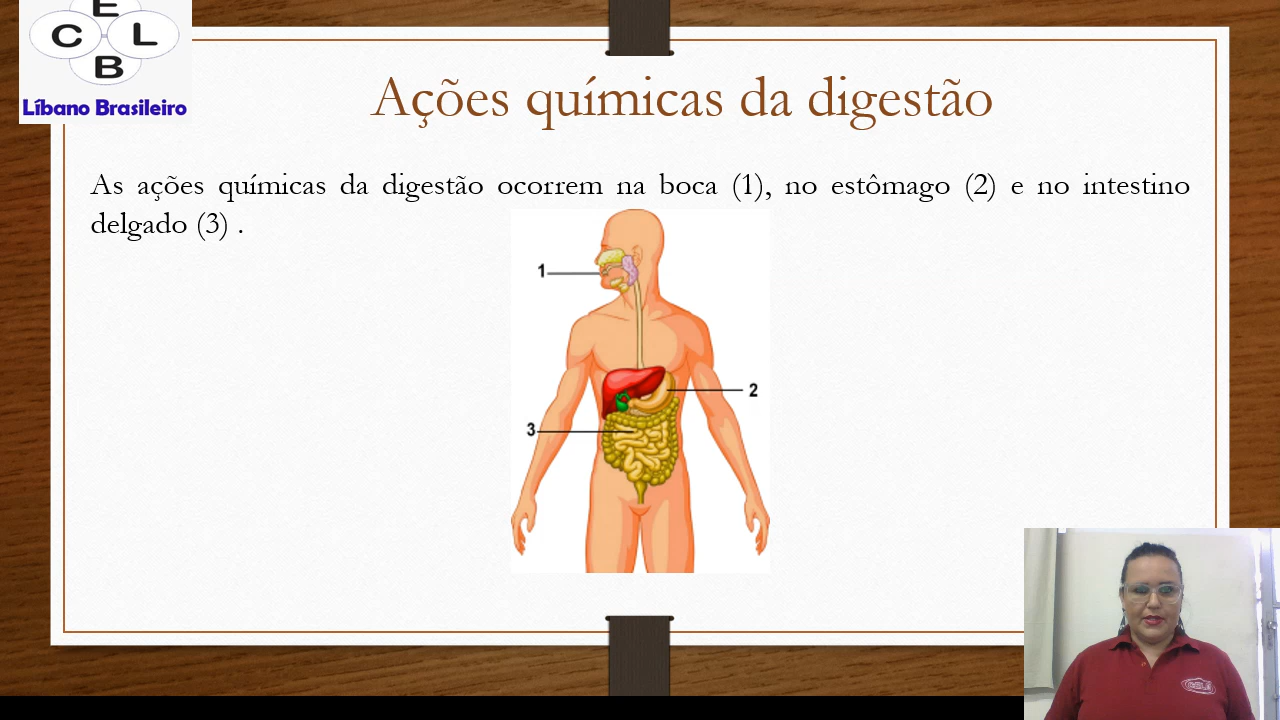 E
C L
B
Líbano Brasileiro
Ações químicas da digestão
As ações químicas da digestão ocorrem na boca (1), no estômago (2) e no intestino
delgado (3) .
1
2
3